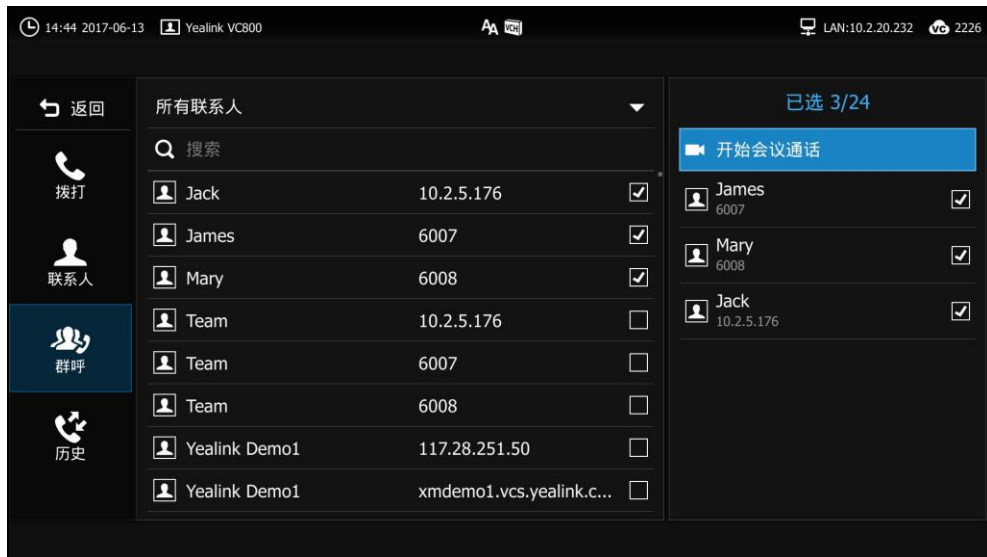 14:44 2017-06-13 Yealink VC800 AA VCH LAN:10.2.20.232 VC 2226
返回
拨打
联系人
群呼
历史
所有联系人
搜索
Jack 10.2.5.176
James 6007
Mary 6008
Team 10.2.5.176
Team 6007
Team 6008
Yealink Demo1 117.28.251.50
Yealink Demo1 xmdemo1.vcs.yealink.c...
已选 3/24
开始会议通话
James
6007
Mary
6008
Jack
10.2.5.176